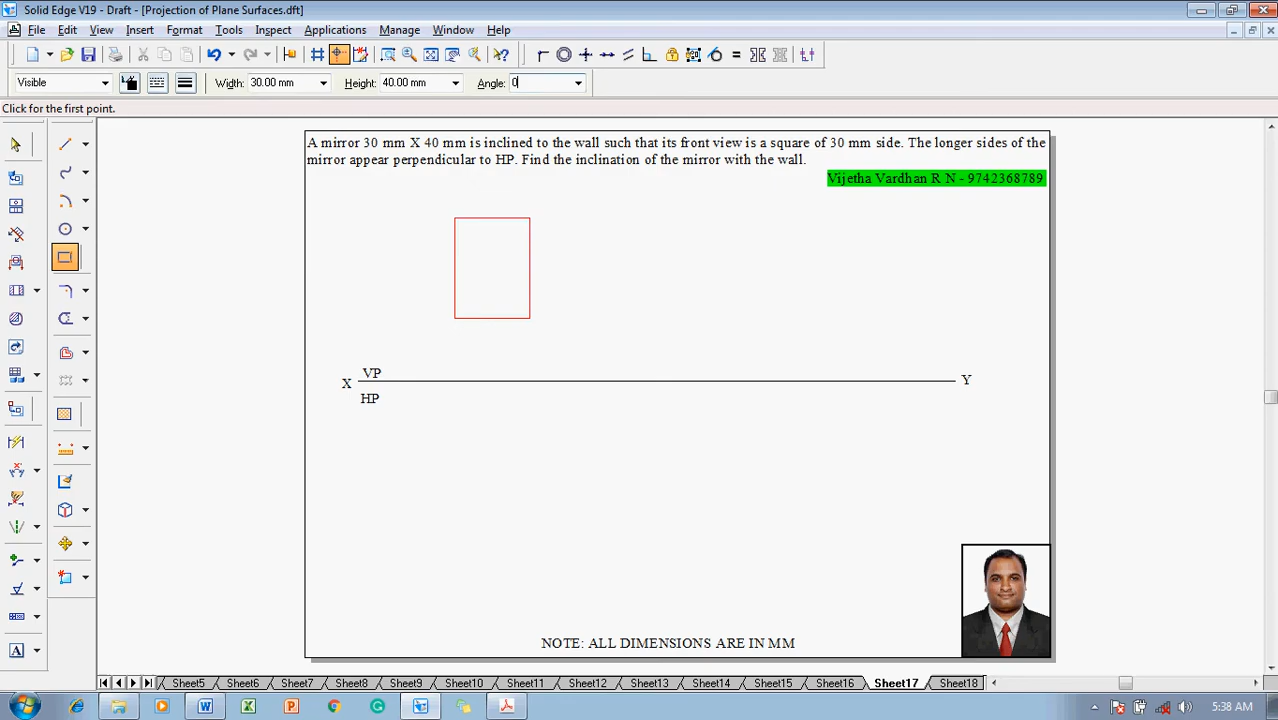 Solid Edge V19 - Draft - [Projection of Plane Surfaces.dft]
File Edit View Insert Format Tools Inspect Applications Manage Window Help
Visible Width: 30.00 mm Height: 40.00 mm Angle: 0
Click for the first point.
A mirror 30 mm X 40 mm is inclined to the wall such that its front view is a square of 30 mm side. The longer sides of the
mirror appear perpendicular to HP. Find the inclination of the mirror with the wall.
Vijetha Vardhan R N - 9742368789
VP
X Y
HP
NOTE: ALL DIMENSIONS ARE IN MM
Sheet5 Sheet6 Sheet7 Sheet8 Sheet9 Sheet10 Sheet11 Sheet12 Sheet13 Sheet14 Sheet15 Sheet16 Sheet17 Sheet18
5:38 AM